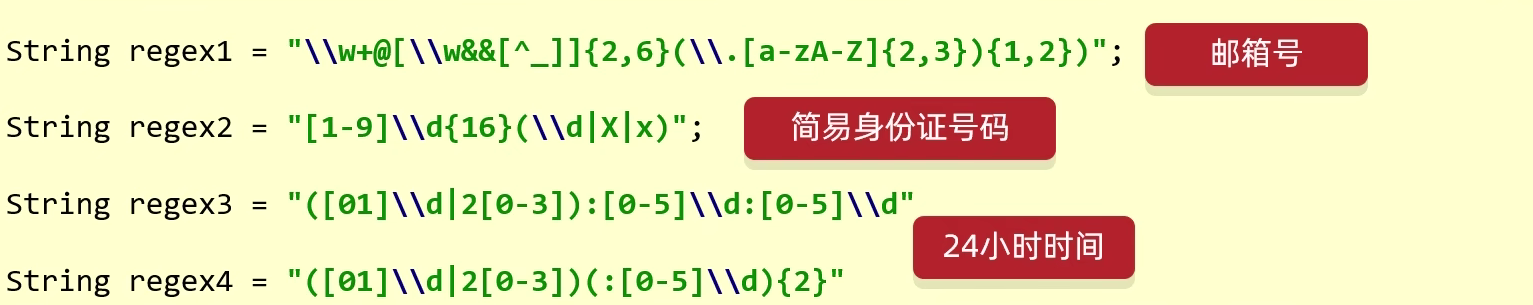 String regex1 = "\\w+@[\\w&&[^_]]{2,6}(\\.[a-zA-Z]{2,3}){1,2})"; 邮箱号
String regex2 = "[1-9]\\d{16}(\\d|X|x)"; 简易身份证号码
String regex3 = "([01]\\d|2[0-3]):[0-5]\\d:[0-5]\\d"
24小时时间
String regex4 = "([01]\\d|2[0-3])(:[0-5]\\d){2}"